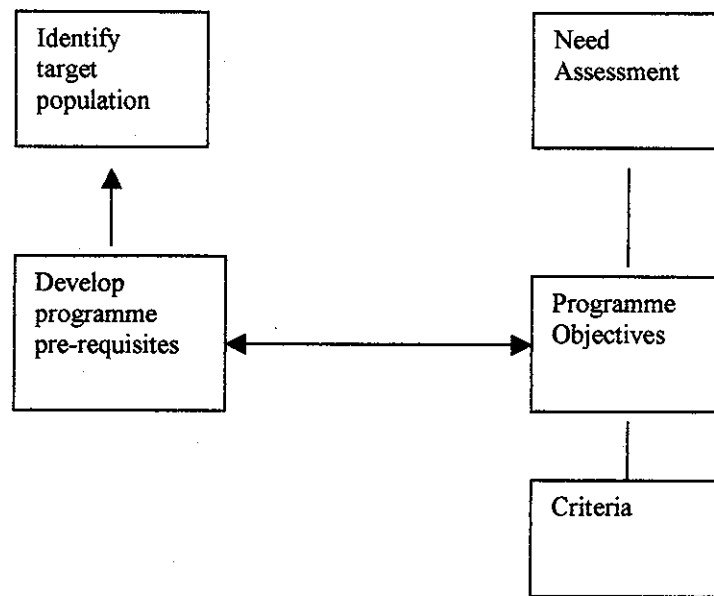 Identify
target
population
Need
Assessment
Develop
programme
pre-requisites
Programme
Objectives
Criteria